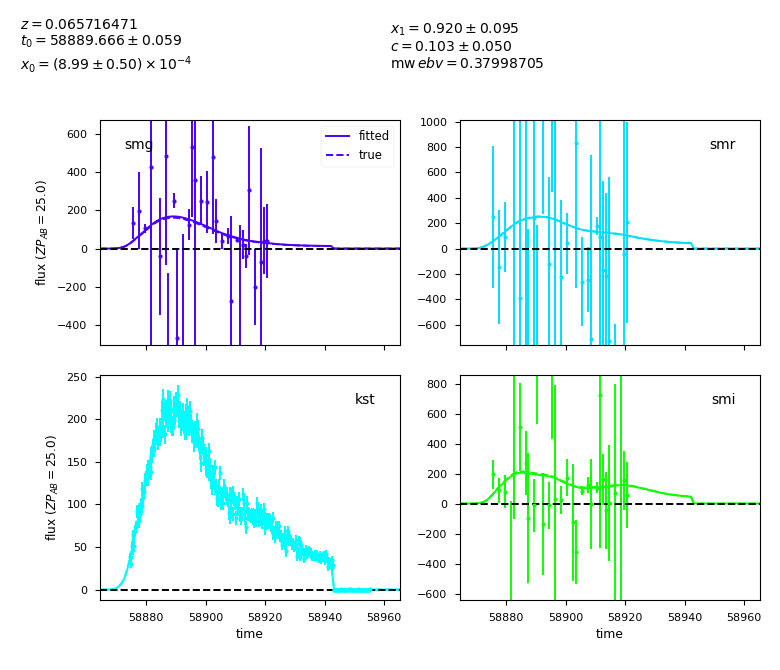 z = 0.065716471
t₀ = 58889.666 ± 0.059
x₀ = (8.99 ± 0.50) × 10⁻⁴
x₁ = 0.920 ± 0.095
c = 0.103 ± 0.050
mw ebv = 0.37998705
smg
fitted
true
600
400
200
0
−200
−400
flux (ZP_AB = 25.0)
smr
1000
800
600
400
200
0
−200
−400
−600
kst
250
200
150
100
50
0
flux (ZP_AB = 25.0)
58880 58900 58920 58940 58960
time
smi
800
600
400
200
0
−200
−400
−600
58880 58900 58920 58940 58960
time